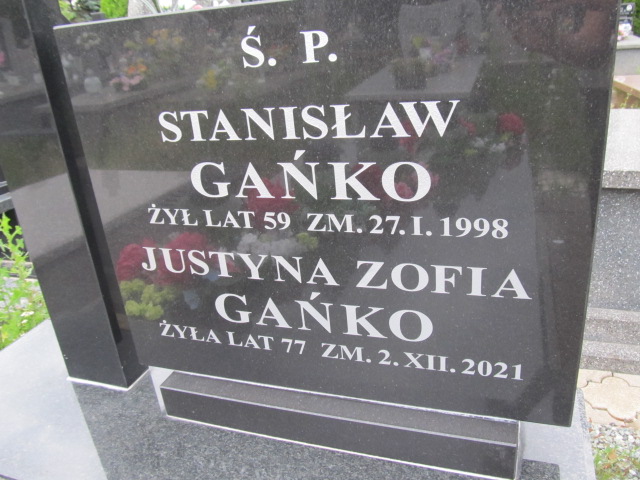 Ś. P.
STANISŁAW
GAŃKO
ŻYŁ LAT 59 ZM. 27. I. 1998
JUSTYNA ZOFIA
GAŃKO
ŻYŁA LAT 77 ZM. 2. XII. 2021